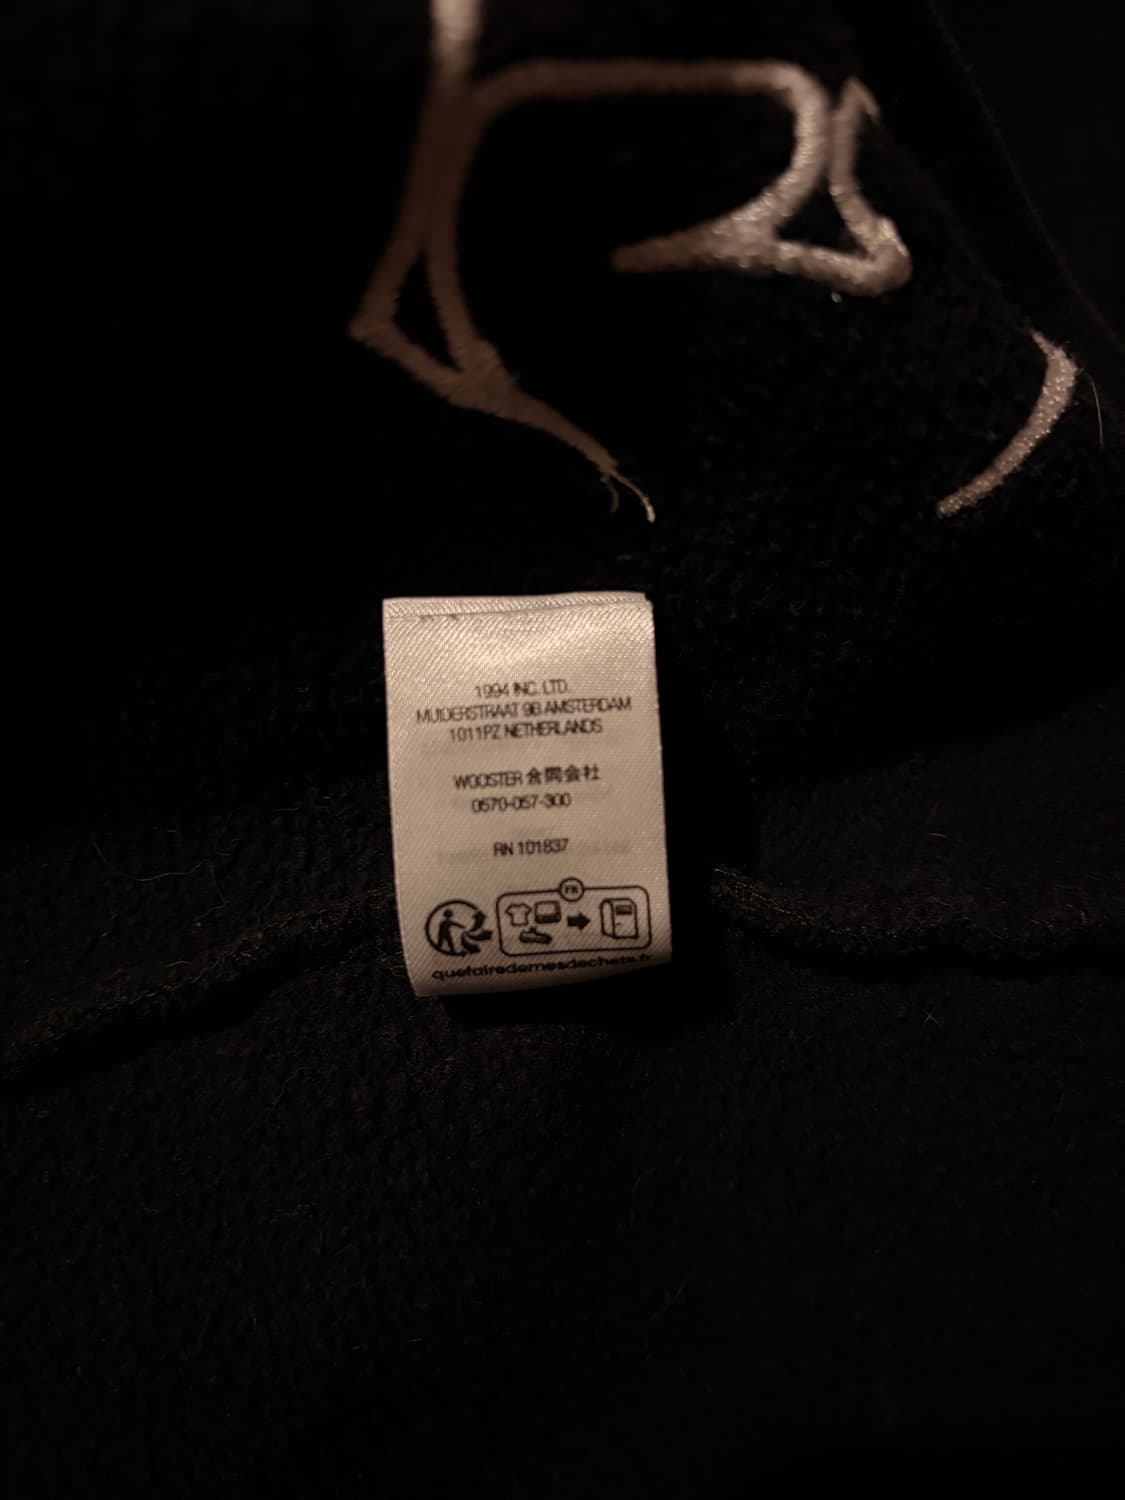 1994 INC. LTD.
MUIDERSTRAAT 9B AMSTERDAM
1011PZ NETHERLANDS
WOOSTER 合同会社
0570-057-300
RN 101837
FR
quefairedemesdechets.fr